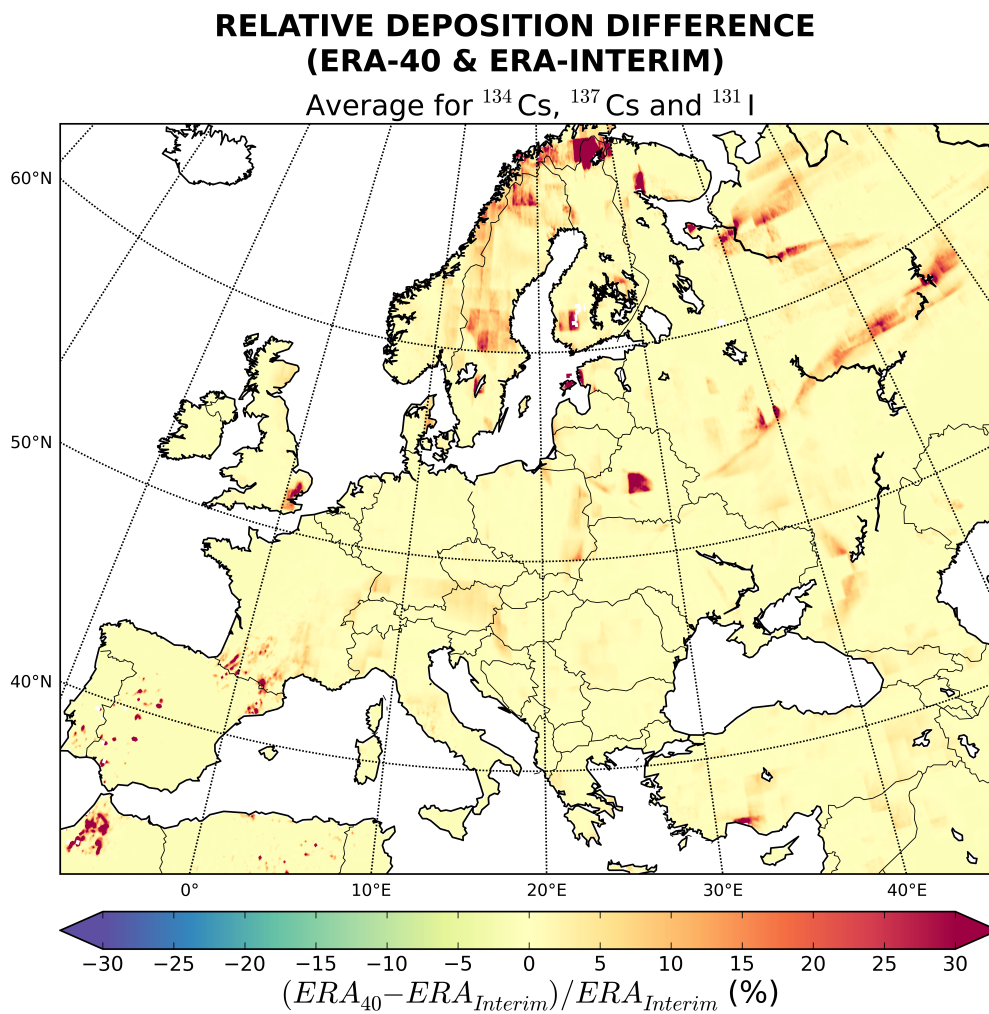 RELATIVE DEPOSITION DIFFERENCE
(ERA-40 & ERA-INTERIM)
Average for ¹³⁴Cs, ¹³⁷Cs and ¹³¹I
60°N
50°N
40°N
0° 10°E 20°E 30°E 40°E
−30 −25 −20 −15 −10 −5 0 5 10 15 20 25 30
(ERA₄₀−ERA_Interim)/ERA_Interim (%)